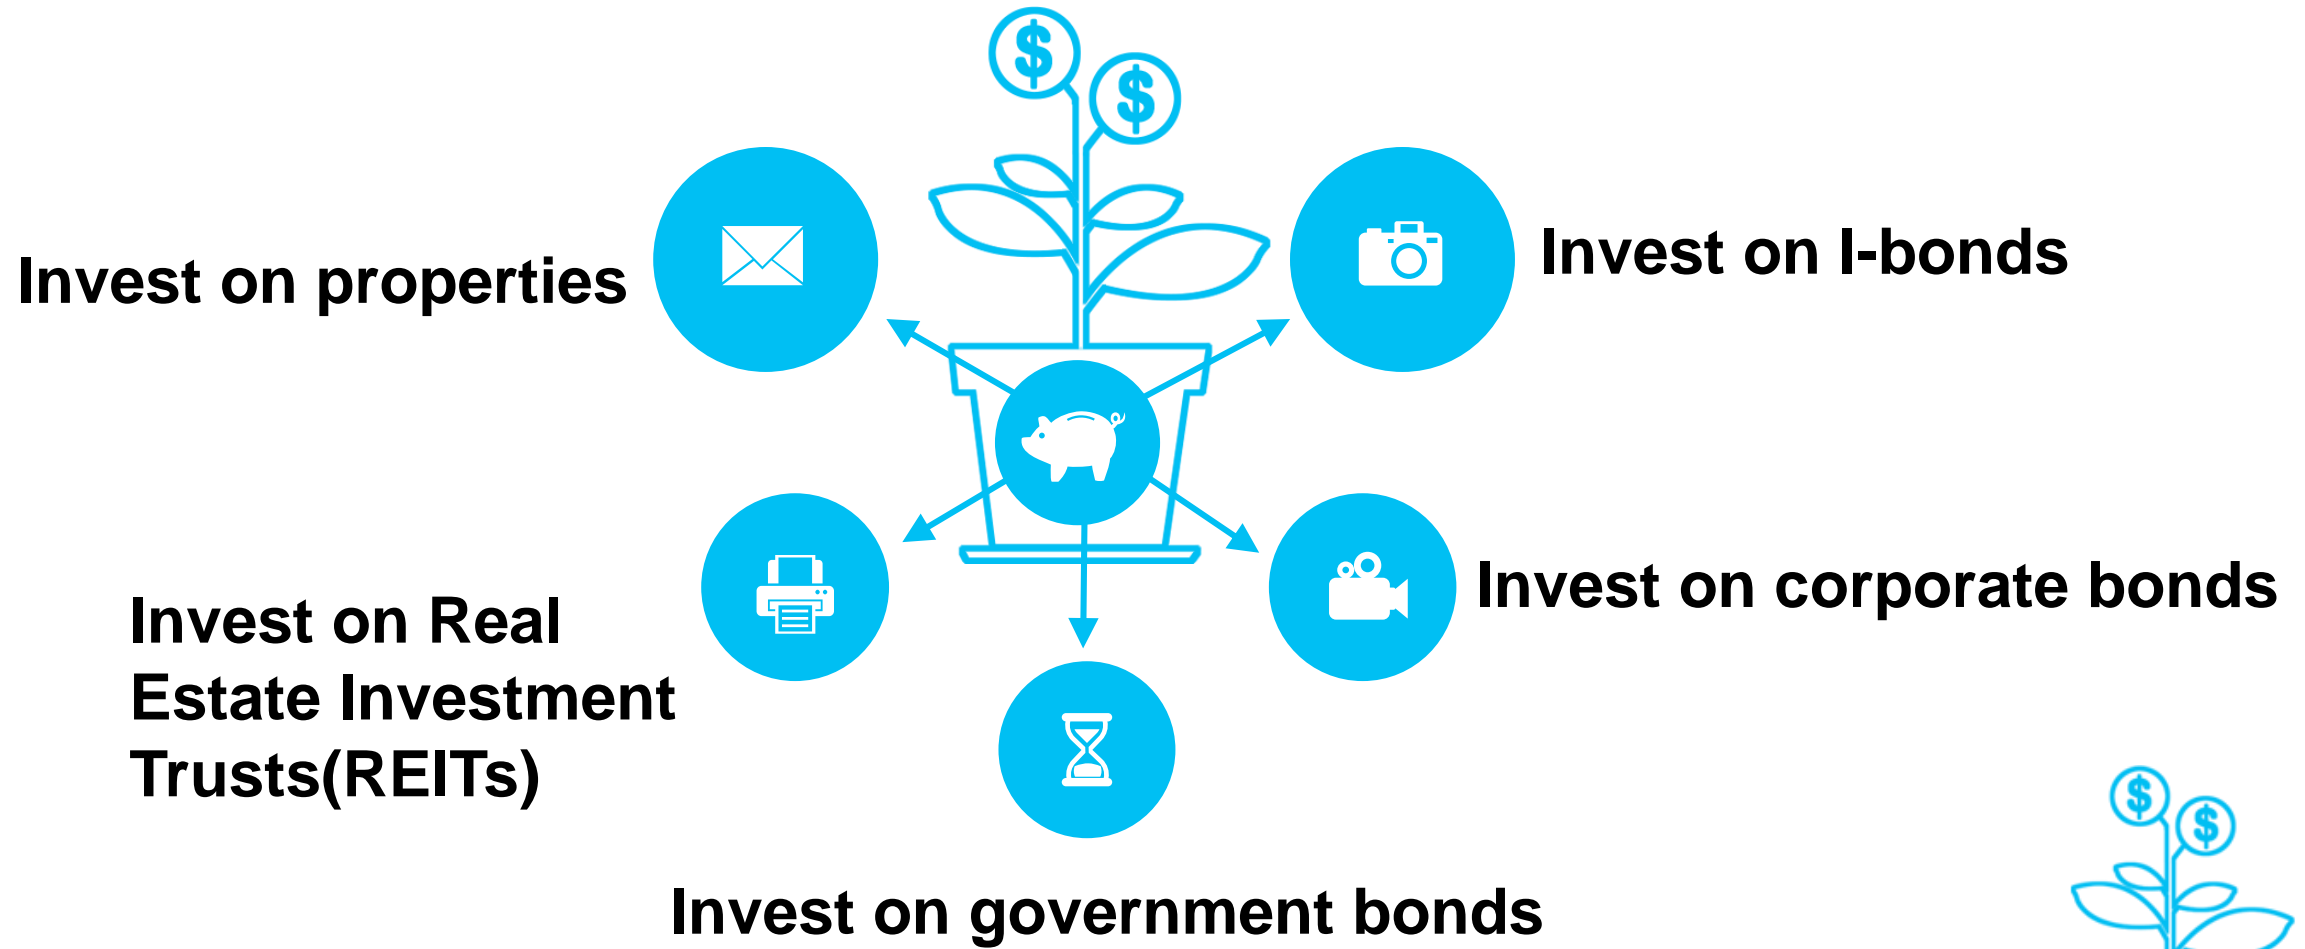 $
$
Invest on properties
Invest on I-bonds
Invest on corporate bonds
Invest on Real
Estate Investment
Trusts(REITs)
Invest on government bonds
$
$